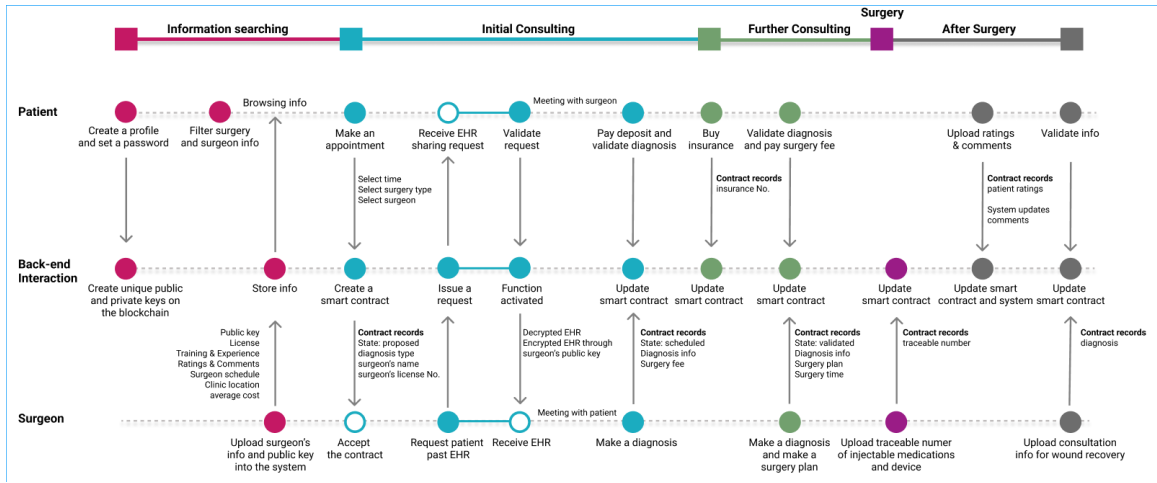 Surgery
Information searching
Initial Consulting
Further Consulting
After Surgery
Patient
Browsing info
Meeting with surgeon
Create a profile
and set a password
Filter surgery
and surgeon info
Make an
appointment
Receive EHR
sharing request
Validate
request
Pay deposit and
validate diagnosis
Buy
insurance
Validate diagnosis
and pay surgery fee
Upload ratings
& comments
Validate info
Select time
Select surgery type
Select surgeon
Contract records
insurance No.
Contract records
patient ratings
System updates
comments
Back-end
Interaction
Create unique public
and private keys on
the blockchain
Store info
Create a
smart contract
Issue a
request
Function
activated
Update
smart contract
Update
smart contract
Update
smart contract
Update
smart contract
Update smart
contract and system
Update
smart contract
Public key
License
Training & Experience
Ratings & Comments
Surgeon schedule
Clinic location
average cost
Contract records
State: proposed
diagnosis type
surgeon's name
surgeon's license No.
Decrypted EHR
Encrypted EHR through
surgeon's public key
Contract records
State: scheduled
Diagnosis info
Surgery fee
Contract records
State: validated
Diagnosis info
Surgery plan
Surgery time
Contract records
traceable number
Contract records
diagnosis
Surgeon
Meeting with patient
Upload surgeon's
info and public key
into the system
Accept
the contract
Request patient
past EHR
Receive EHR
Make a diagnosis
Make a diagnosis
and make a
surgery plan
Upload traceable numer
of injectable medications
and device
Upload consultation
info for wound recovery